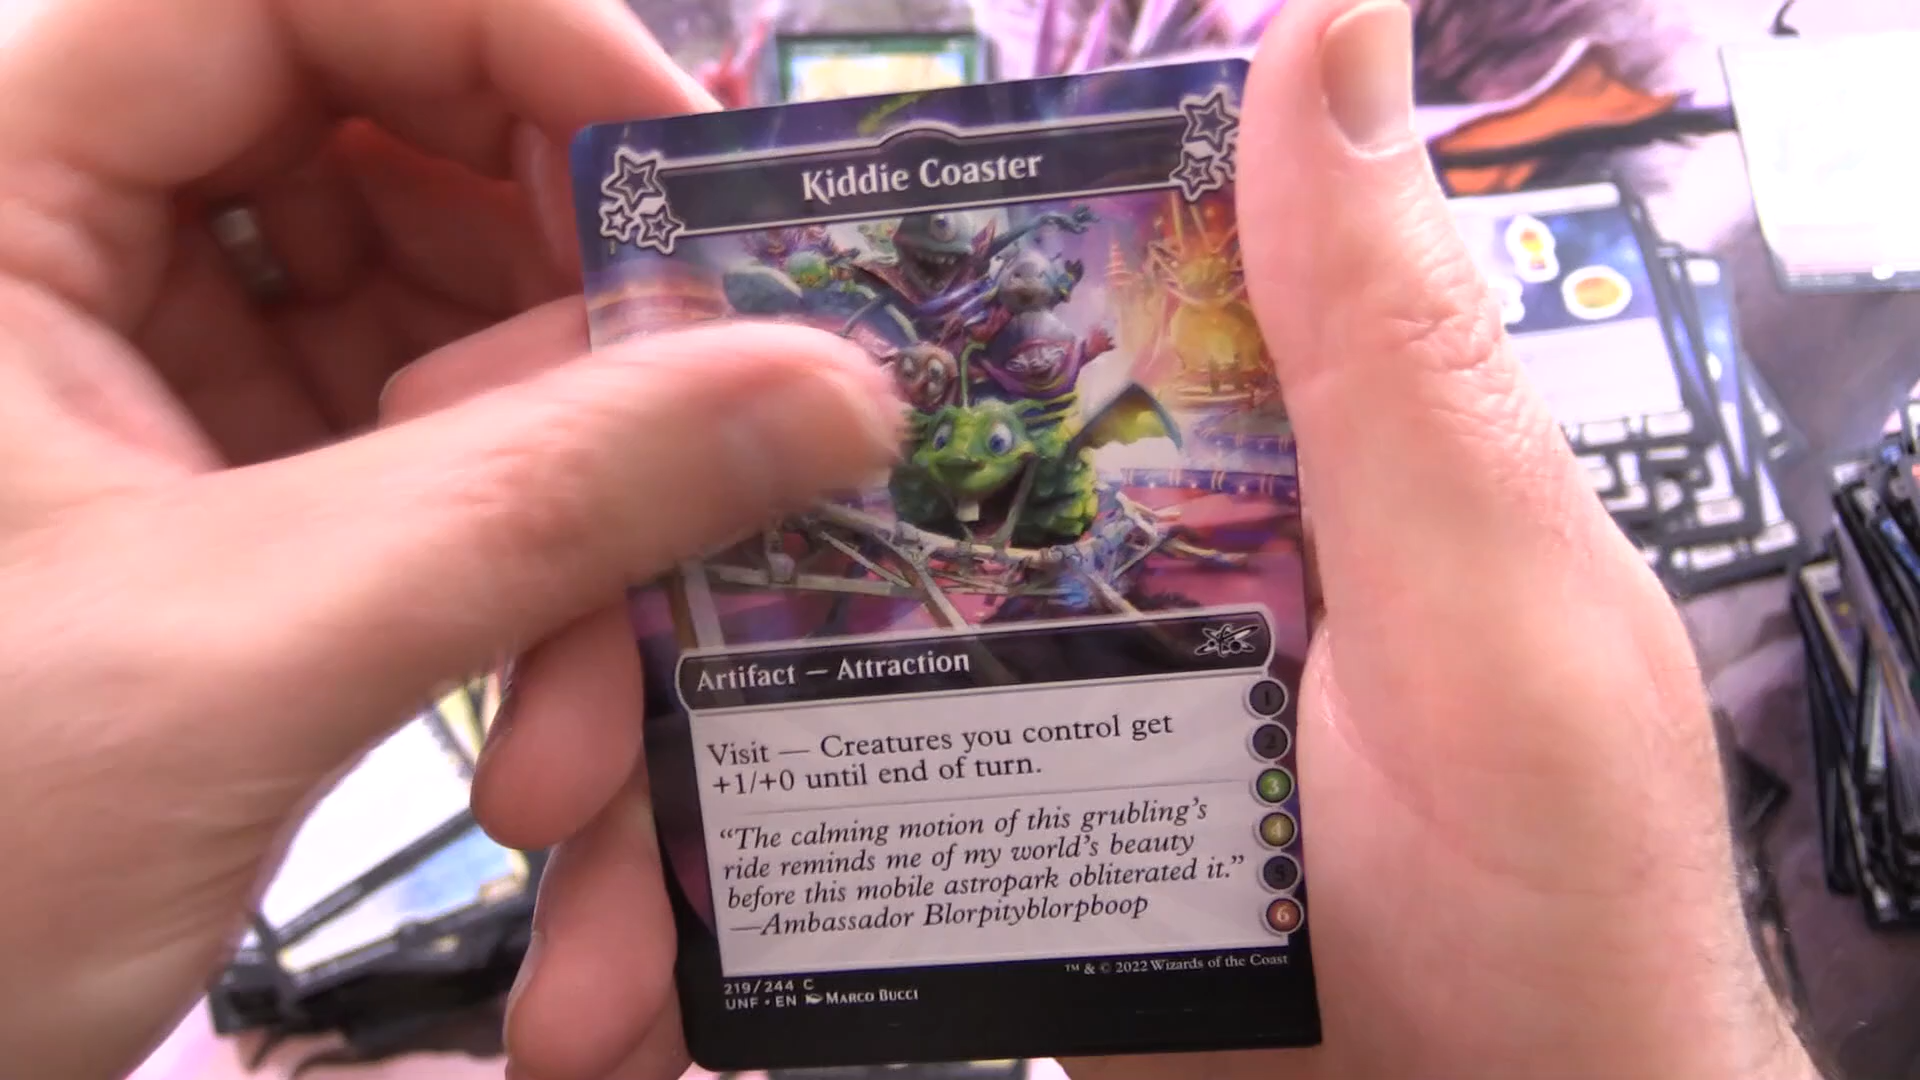 Kiddie Coaster
Artifact — Attraction
Visit — Creatures you control get
+1/+0 until end of turn.
“The calming motion of this grubling’s
ride reminds me of my world’s beauty
before this mobile astropark obliterated it.”
—Ambassador Blorpityblorpboop
1
2
3
4
5
6
219/244 C
UNF • EN Marco Bucci
™ & © 2022 Wizards of the Coast